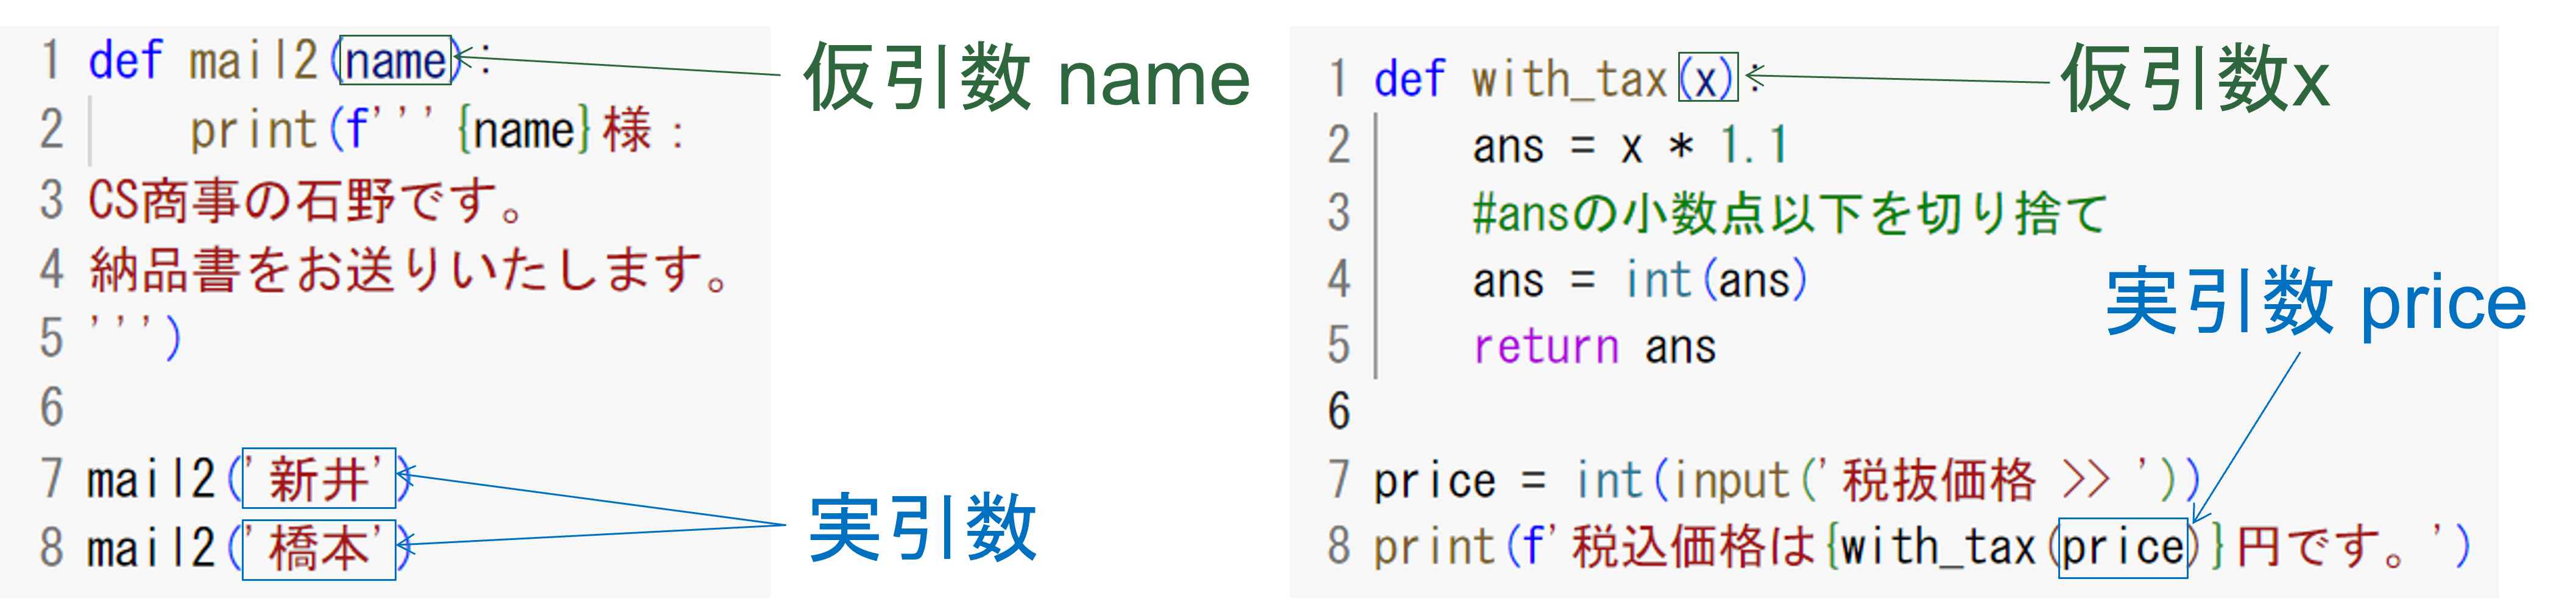 1 def mail2(name):
2     print(f'''{name}様：
3 CS商事の石野です。
4 納品書をお送りいたします。
5 ''')
6
7 mail2('新井')
8 mail2('橋本')
仮引数 name
実引数
1 def with_tax(x):
2     ans = x * 1.1
3     #ansの小数点以下を切り捨て
4     ans = int(ans)
5     return ans
6
7 price = int(input('税抜価格 >> '))
8 print(f'税込価格は{with_tax(price)}円です。')
仮引数x
実引数 price